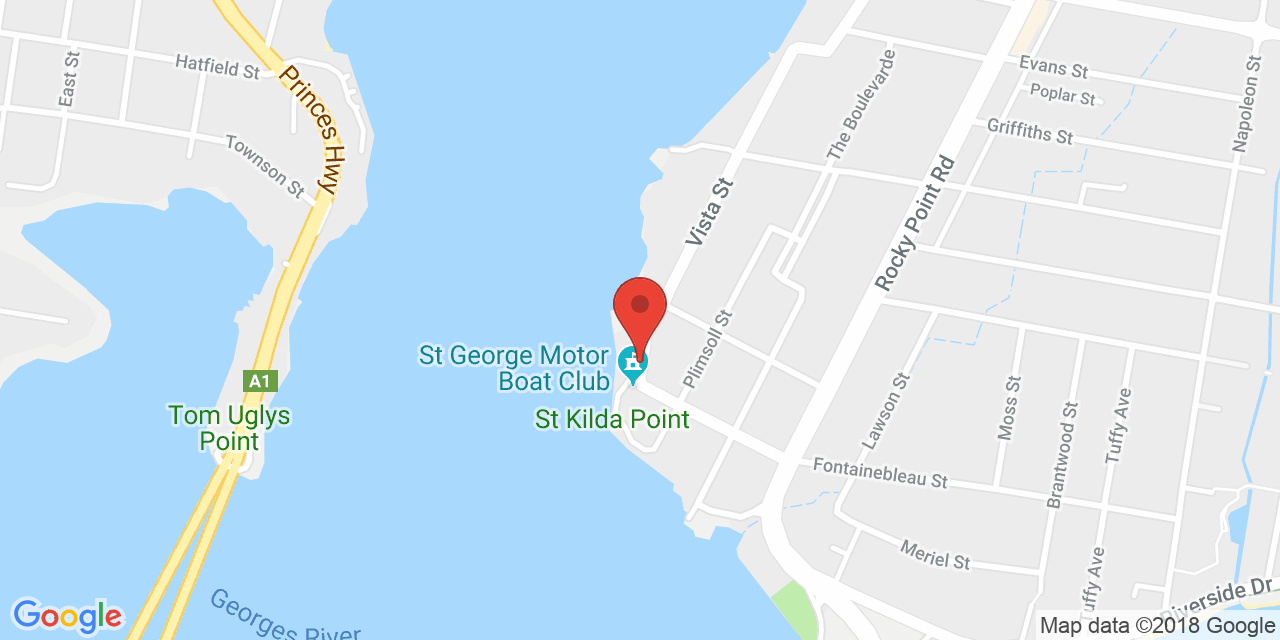 Hatfield St
East St
Princes Hwy
Townson St
Evans St
Poplar St
The Boulevarde
Griffiths St
Napoleon St
Rocky Point Rd
Vista St
Plimsoll St
St George Motor
Boat Club
St Kilda Point
A1
Tom Uglys
Point
Lawson St
Moss St
Tuffy Ave
Brantwood St
Fontainebleau St
Meriel St
Tuffy Ave
Riverside Dr
Georges River
Google
Map data ©2018 Google